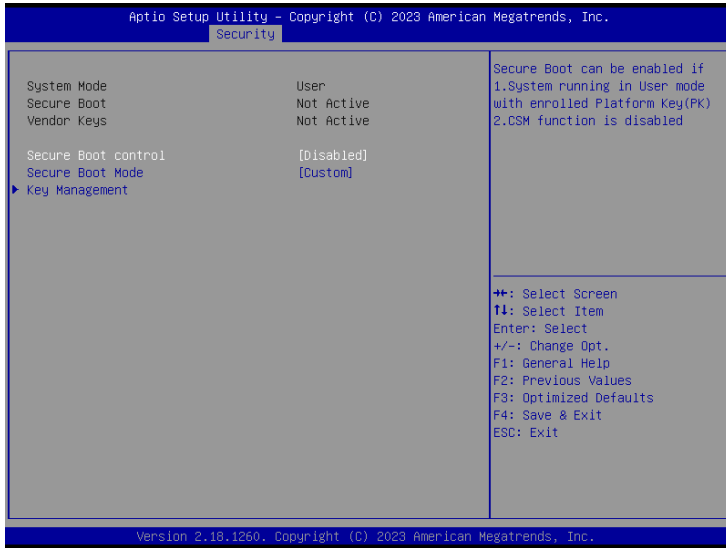 Aptio Setup Utility – Copyright (C) 2023 American Megatrends, Inc.
Security
System Mode User
Secure Boot Not Active
Vendor Keys Not Active
Secure Boot control [Disabled]
Secure Boot Mode [Custom]
Key Management
Secure Boot can be enabled if
1.System running in User mode
with enrolled Platform Key(PK)
2.CSM function is disabled
→←: Select Screen
↑↓: Select Item
Enter: Select
+/-: Change Opt.
F1: General Help
F2: Previous Values
F3: Optimized Defaults
F4: Save & Exit
ESC: Exit
Version 2.18.1260. Copyright (C) 2023 American Megatrends, Inc.